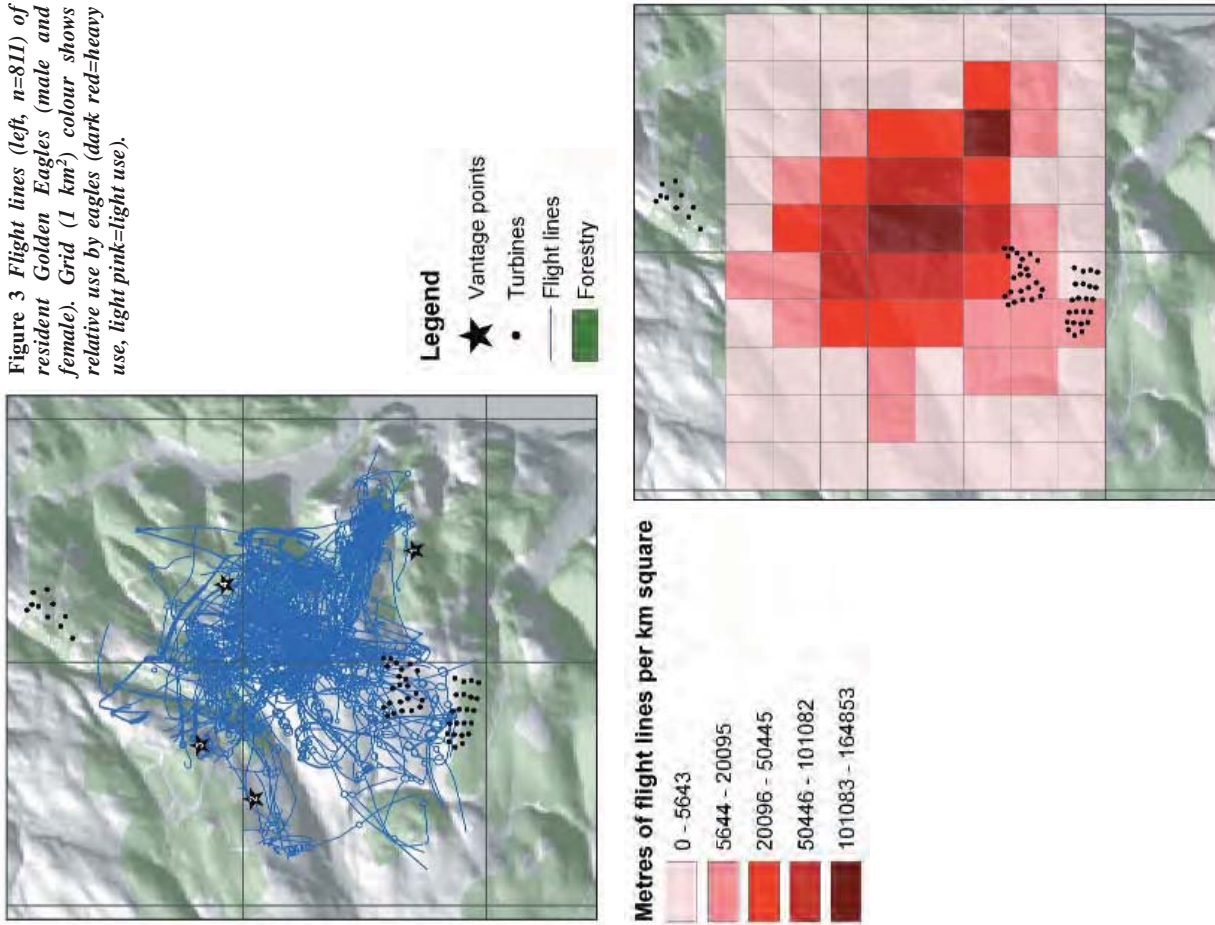 Figure 3 Flight lines (left, n=811) of
resident Golden Eagles (male and
female). Grid (1 km²) colour shows
relative use by eagles (dark red=heavy
use, light pink=light use).
Legend
Vantage points
Turbines
Flight lines
Forestry
Metres of flight lines per km square
0 - 5643
5644 - 20095
20096 - 50445
50446 - 101082
101083 - 164853